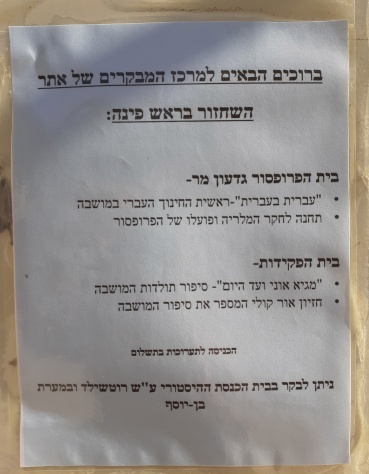 ברוכים הבאים למרכז המבקרים של אתר
השחזור בראש פינה:
בית הפרופסור גדעון מר-
• "עברית בעברית"-ראשית החינוך העברי במושבה
• תחנה לחקר המלריה ופועלו של הפרופסור
בית הפקידות-
• "מגיא אוני ועד היום"- סיפור תולדות המושבה
• חזיון אור קולי המספר את סיפור המושבה
הכניסה לתערוכות בתשלום
ניתן לבקר בבית הכנסת ההיסטורי ע"ש רוטשילד ובמערת
בן-יוסף